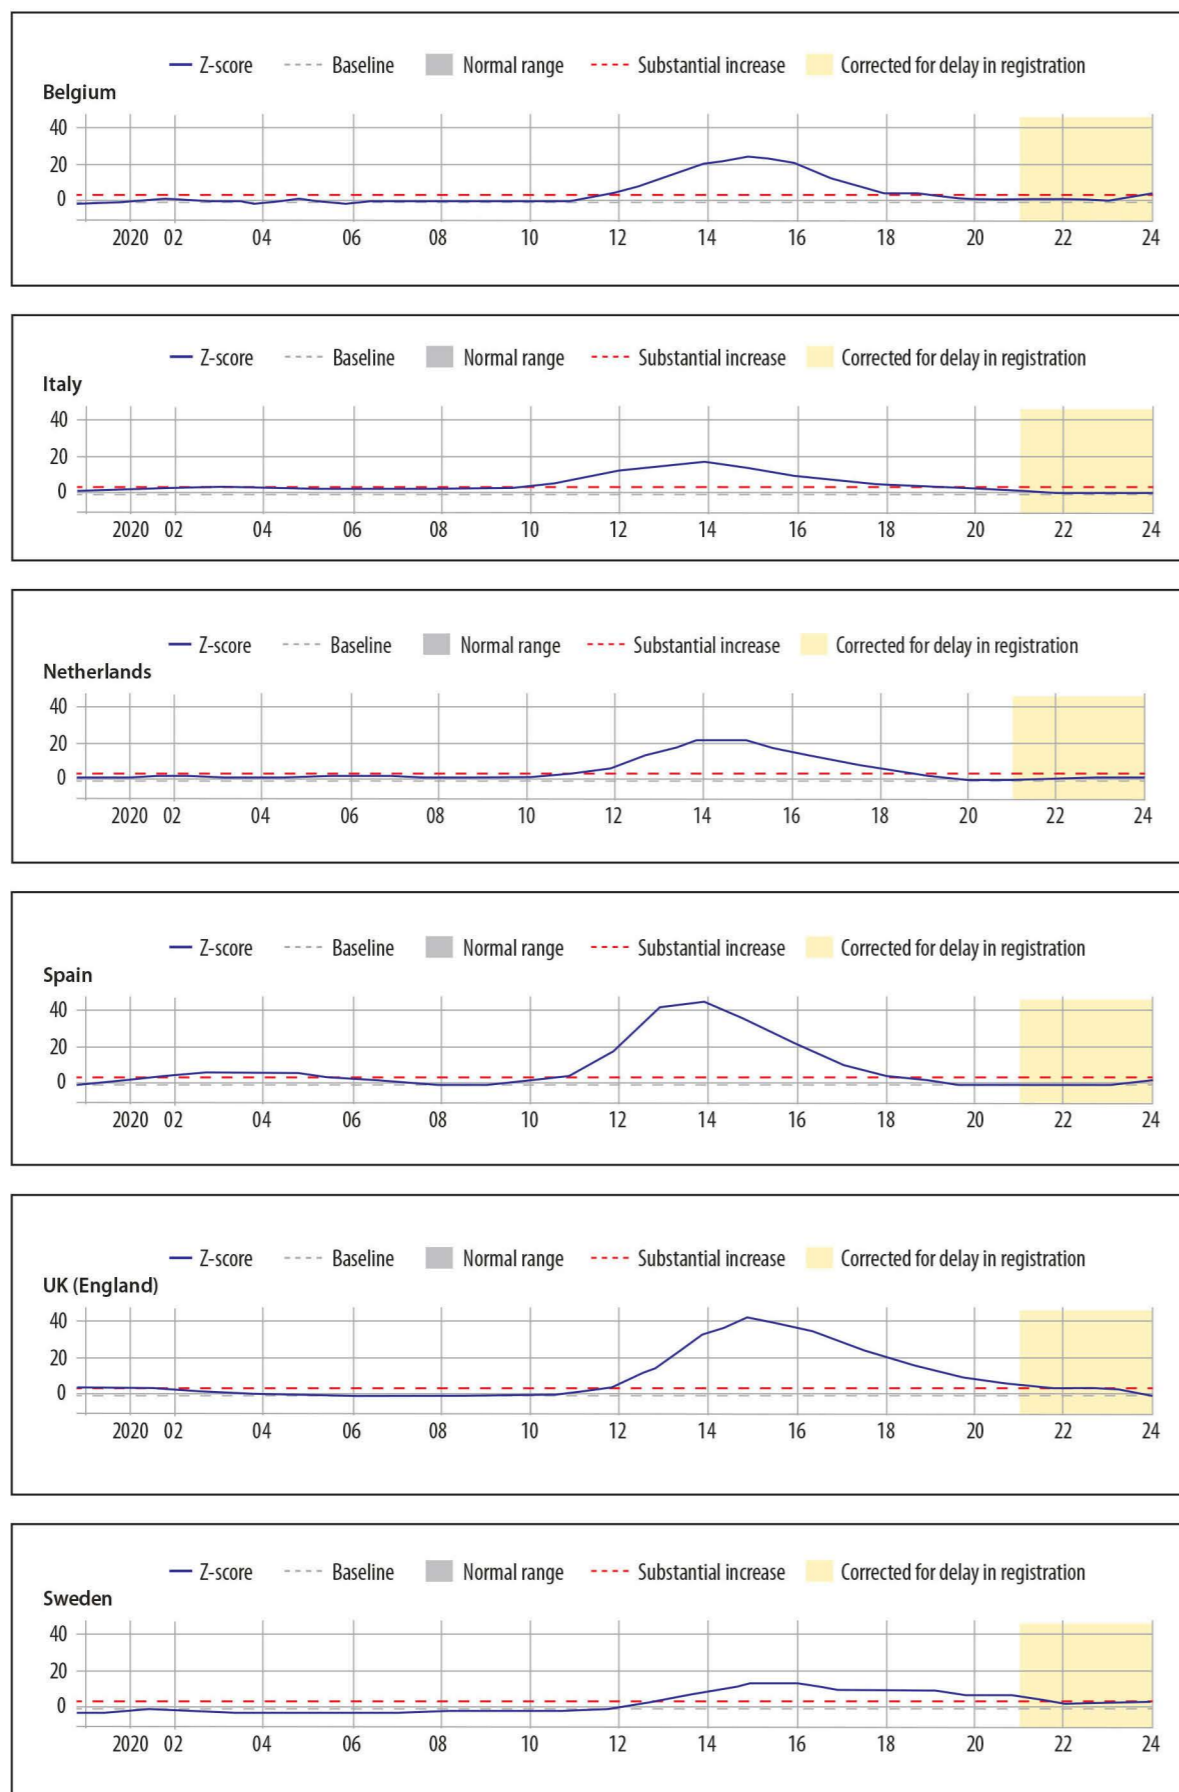 Z-score Baseline Normal range Substantial increase Corrected for delay in registration
Belgium
40
20
0
2020 02 04 06 08 10 12 14 16 18 20 22 24
Z-score Baseline Normal range Substantial increase Corrected for delay in registration
Italy
40
20
0
2020 02 04 06 08 10 12 14 16 18 20 22 24
Z-score Baseline Normal range Substantial increase Corrected for delay in registration
Netherlands
40
20
0
2020 02 04 06 08 10 12 14 16 18 20 22 24
Z-score Baseline Normal range Substantial increase Corrected for delay in registration
Spain
40
20
0
2020 02 04 06 08 10 12 14 16 18 20 22 24
Z-score Baseline Normal range Substantial increase Corrected for delay in registration
UK (England)
40
20
0
2020 02 04 06 08 10 12 14 16 18 20 22 24
Z-score Baseline Normal range Substantial increase Corrected for delay in registration
Sweden
40
20
0
2020 02 04 06 08 10 12 14 16 18 20 22 24